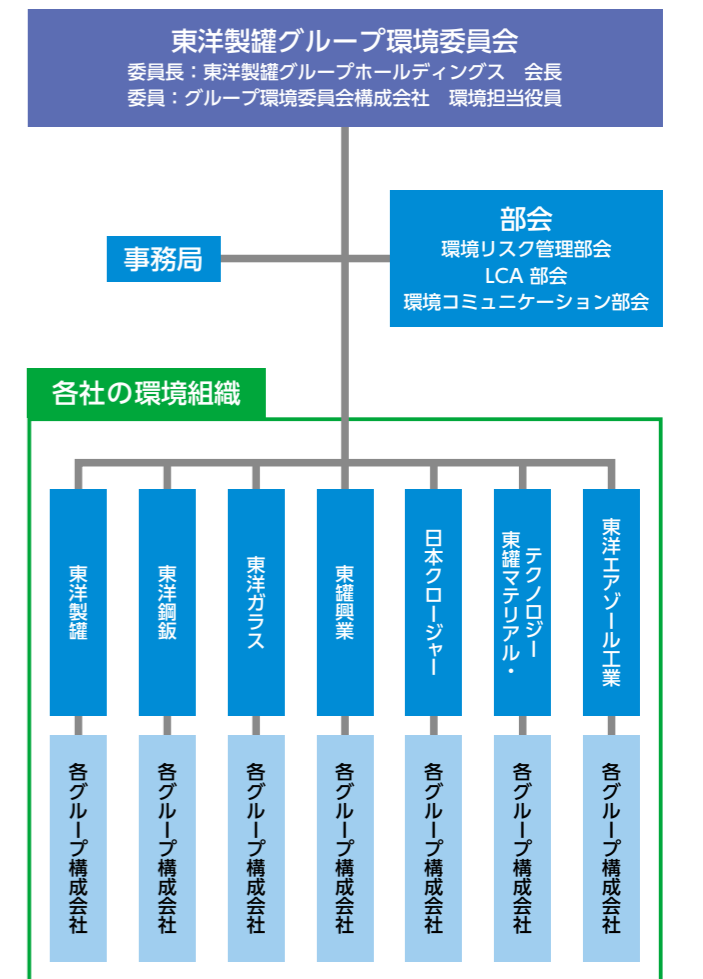 東洋製罐グループ環境委員会
委員長：東洋製罐グループホールディングス　会長
委員：グループ環境委員会構成会社　環境担当役員
事務局
部会
環境リスク管理部会
LCA 部会
環境コミュニケーション部会
各社の環境組織
東洋製罐
東洋鋼鈑
東洋ガラス
東罐興業
日本クロージャー
東罐マテリアル・
テクノロジー
東洋エアゾール工業
各グループ構成会社
各グループ構成会社
各グループ構成会社
各グループ構成会社
各グループ構成会社
各グループ構成会社
各グループ構成会社